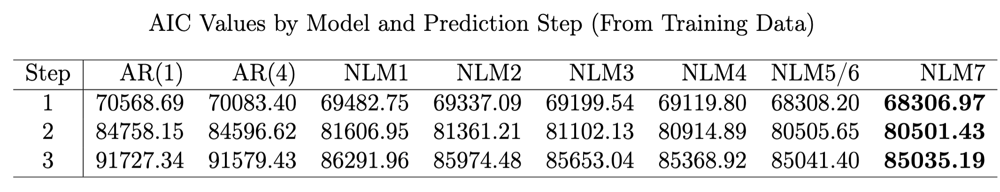 AIC Values by Model and Prediction Step (From Training Data)
Step AR(1) AR(4) NLM1 NLM2 NLM3 NLM4 NLM5/6 NLM7
1 70568.69 70083.40 69482.75 69337.09 69199.54 69119.80 68308.20 68306.97
2 84758.15 84596.62 81606.95 81361.21 81102.13 80914.89 80505.65 80501.43
3 91727.34 91579.43 86291.96 85974.48 85653.04 85368.92 85041.40 85035.19